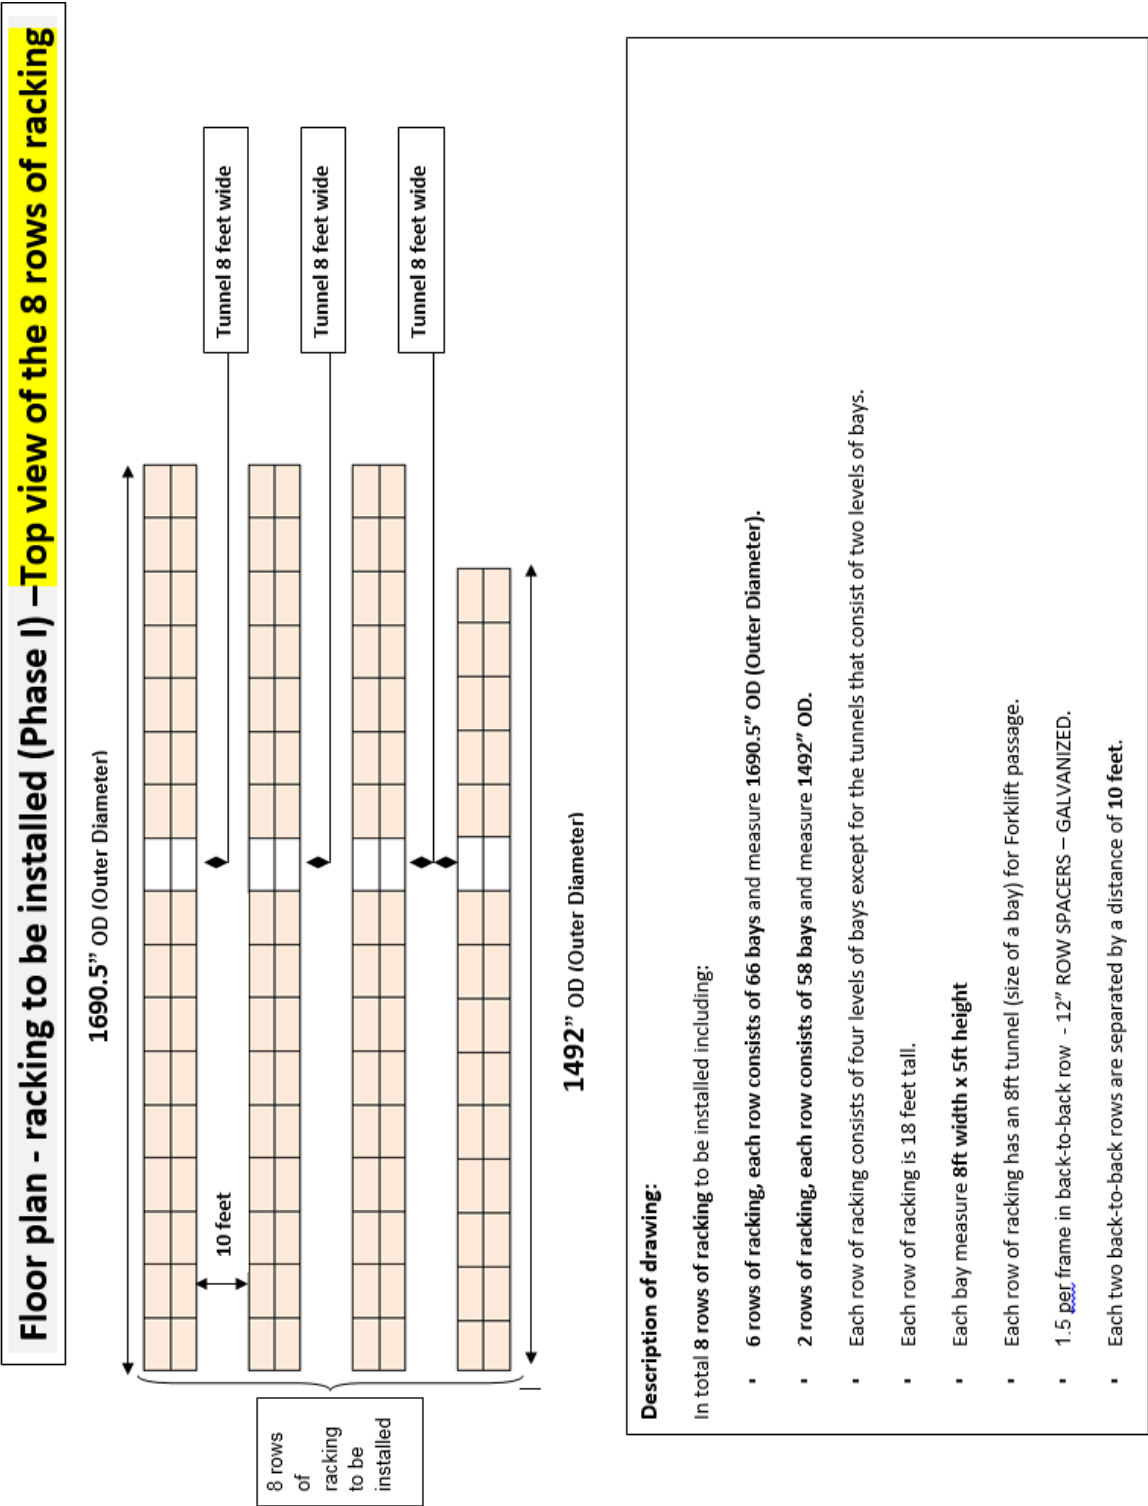 Floor plan - racking to be installed (Phase I) –Top view of the 8 rows of racking
1690.5” OD (Outer Diameter)
Tunnel 8 feet wide
Tunnel 8 feet wide
Tunnel 8 feet wide
10 feet
8 rows
of
racking
to be
installed
1492” OD (Outer Diameter)
Description of drawing:
In total 8 rows of racking to be installed including:
- 6 rows of racking, each row consists of 66 bays and measure 1690.5” OD (Outer Diameter).
- 2 rows of racking, each row consists of 58 bays and measure 1492” OD.
- Each row of racking consists of four levels of bays except for the tunnels that consist of two levels of bays.
- Each row of racking is 18 feet tall.
- Each bay measure 8ft width x 5ft height
- Each row of racking has an 8ft tunnel (size of a bay) for Forklift passage.
- 1.5 per frame in back-to-back row - 12” ROW SPACERS – GALVANIZED.
- Each two back-to-back rows are separated by a distance of 10 feet.